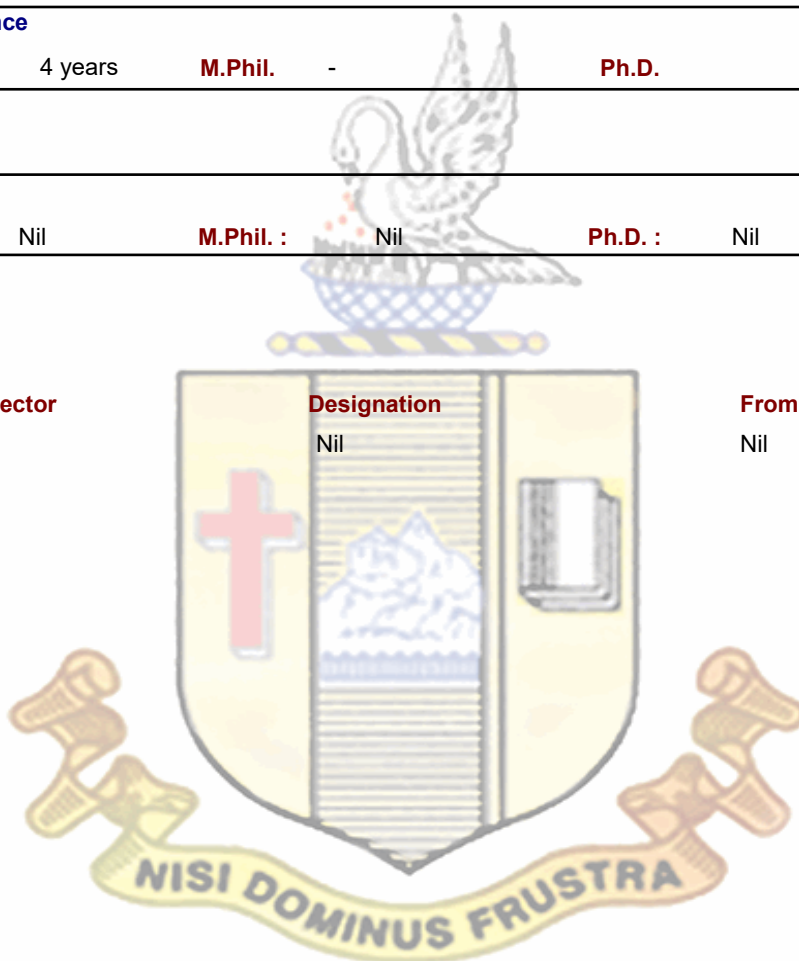 nce
4 years M.Phil. - Ph.D.
Nil M.Phil. : Nil Ph.D. : Nil
ector Designation From
Nil Nil
NISI DOMINUS FRUSTRA